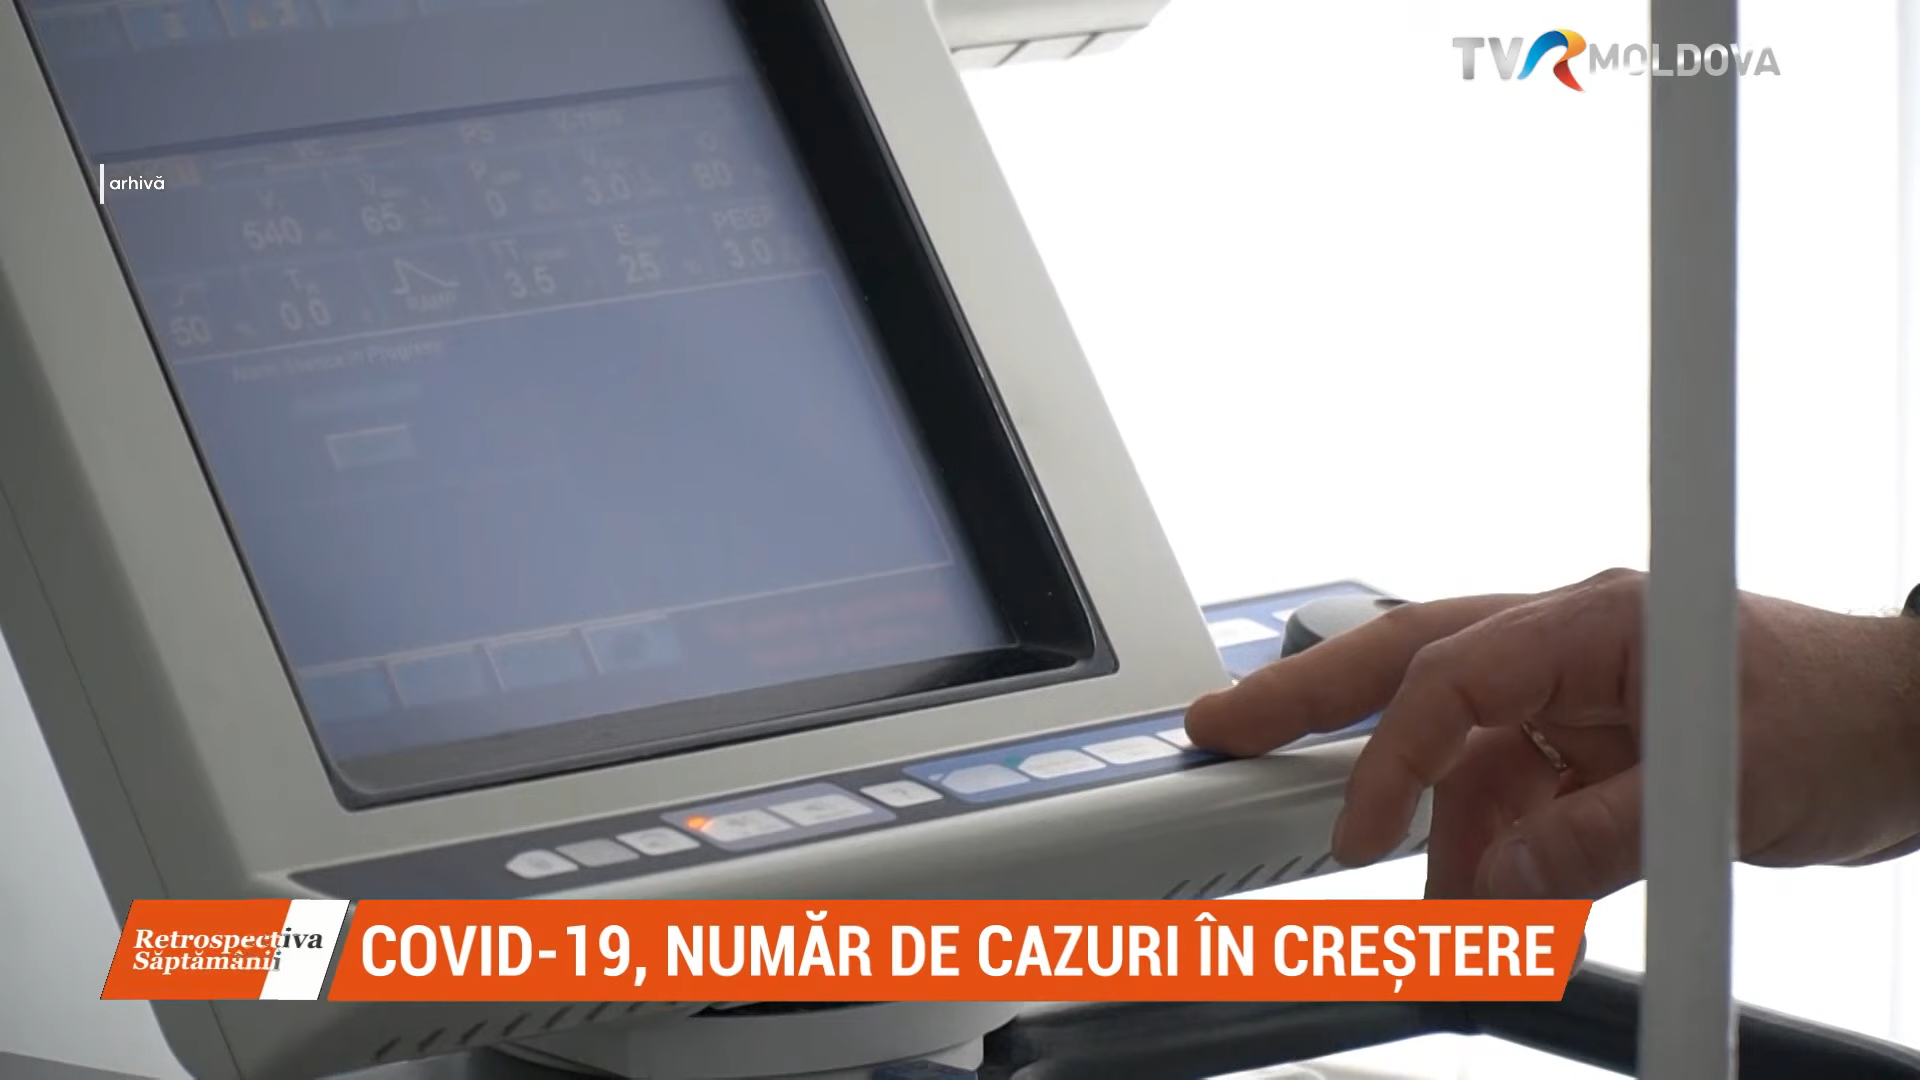 TVR MOLDOVA
arhivă
PS
540
65
0
3.0
80
50
0.0
RAMP
3.5
25
PEEP
3.0
Retrospectiva
Săptămânii
COVID-19, NUMĂR DE CAZURI ÎN CREȘTERE